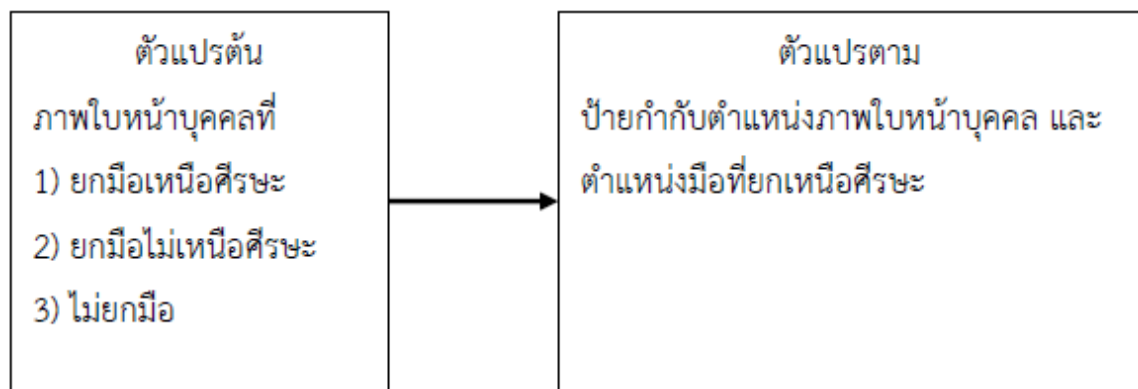 ตัวแปรต้น
ภาพใบหน้าบุคคลที่
1) ยกมือเหนือศีรษะ
2) ยกมือไม่เหนือศีรษะ
3) ไม่ยกมือ
ตัวแปรตาม
ป้ายกำกับตำแหน่งภาพใบหน้าบุคคล และ
ตำแหน่งมือที่ยกเหนือศีรษะ